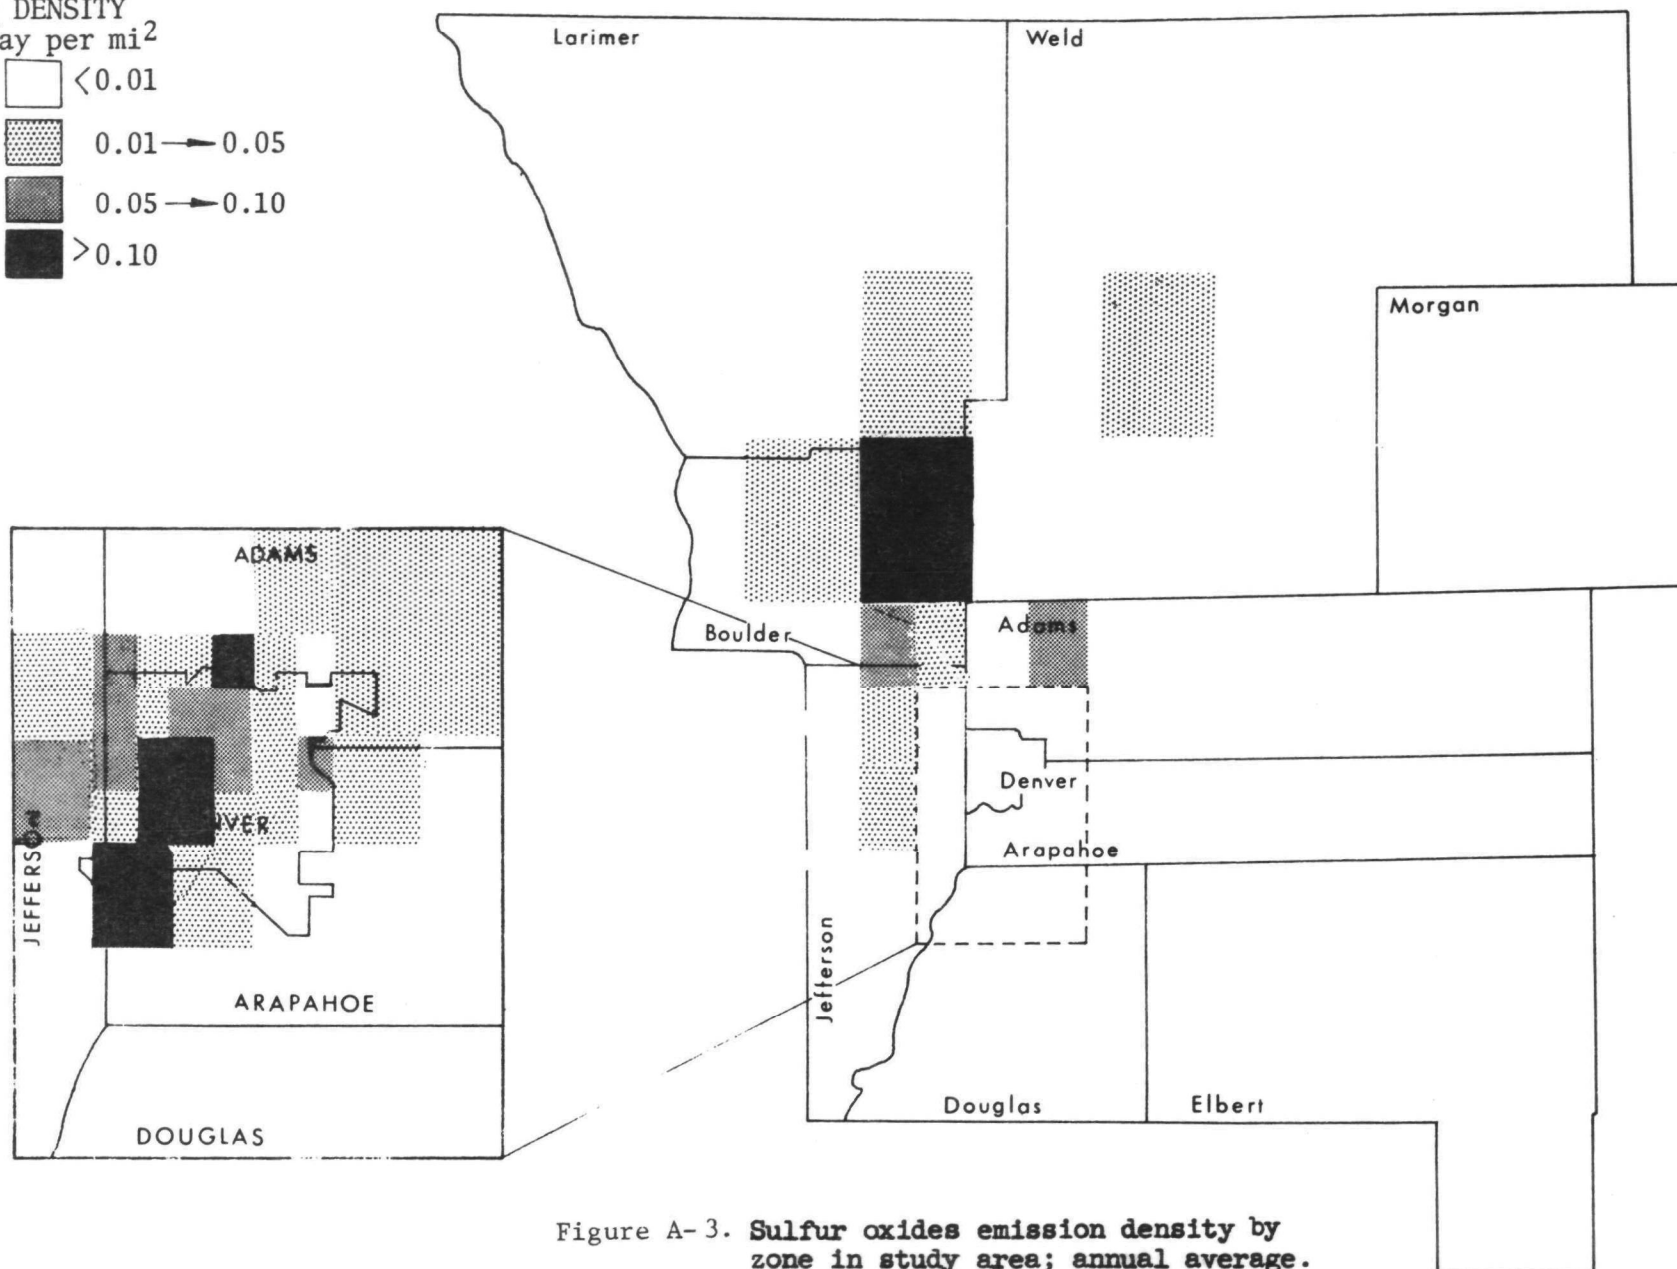 DENSITY
ay per mi²
<0.01
0.01→0.05
0.05→0.10
>0.10
Larimer
Weld
Morgan
Boulder
Adams
Denver
Arapahoe
Jefferson
Douglas
Elbert
ADAMS
NVER
JEFFERS
ARAPAHOE
DOUGLAS
Figure A-3. Sulfur oxides emission density by
zone in study area; annual average.